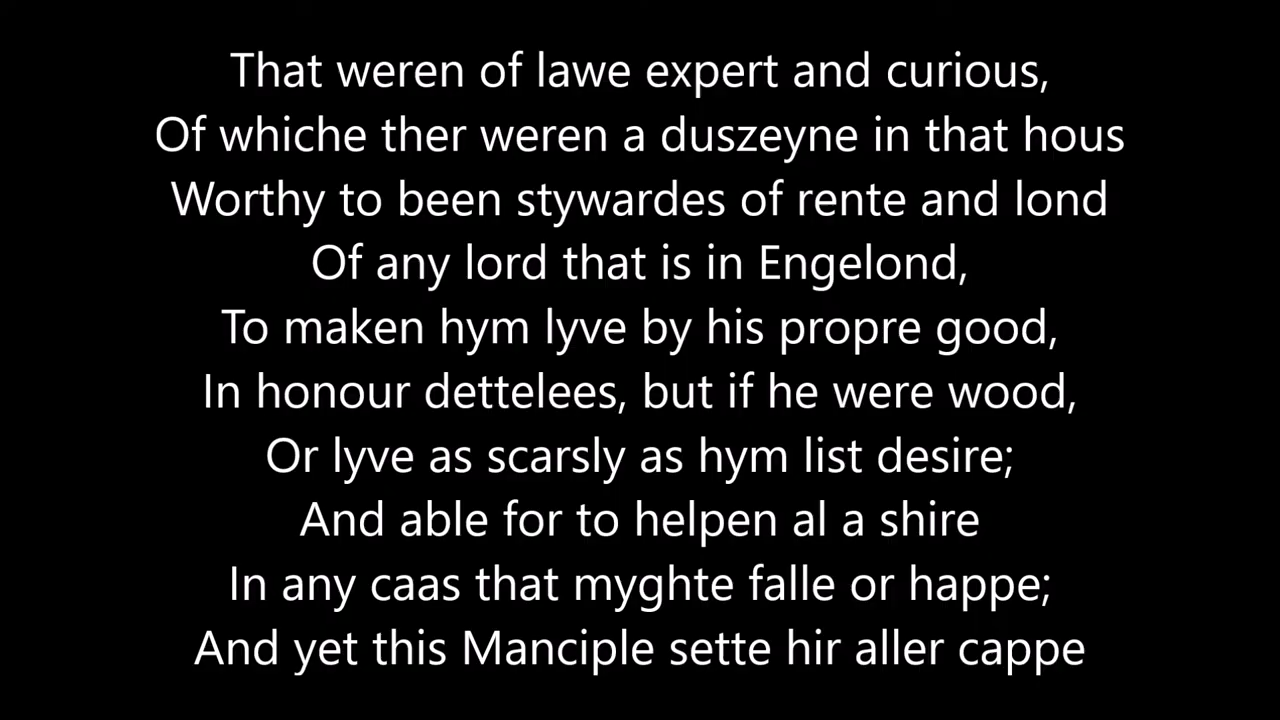 That weren of lawe expert and curious,
Of whiche ther weren a duszeyne in that hous
Worthy to been stywardes of rente and lond
Of any lord that is in Engelond,
To maken hym lyve by his propre good,
In honour dettelees, but if he were wood,
Or lyve as scarsly as hym list desire;
And able for to helpen al a shire
In any caas that myghte falle or happe;
And yet this Manciple sette hir aller cappe